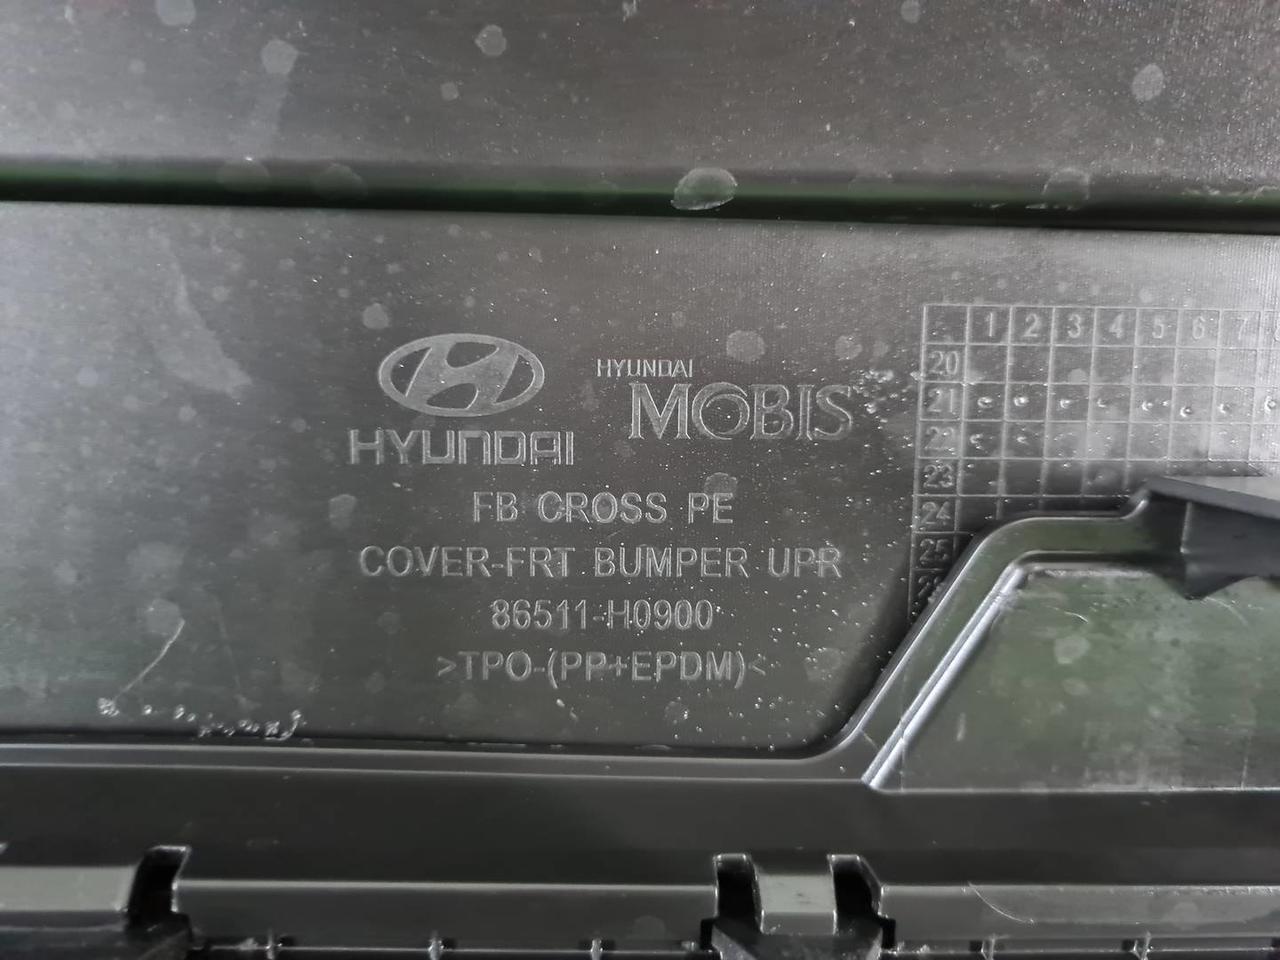 HYUNDAI
HYUNDAI
MOBIS
FB CROSS PE
COVER-FRT BUMPER UPR
86511-H0900
>TPO-(PP+EPDM)<
1 2 3 4 5 6 7
20
21
22
23
24
25